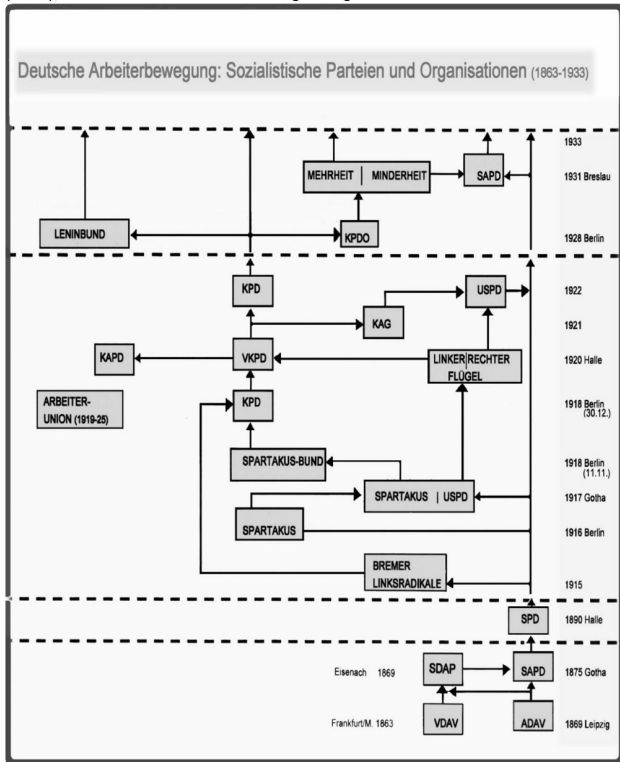 Deutsche Arbeiterbewegung: Sozialistische Parteien und Organisationen (1863-1933)
1933
MEHRHEIT | MINDERHEIT
SAPD
1931 Breslau
LENINBUND
KPDO
1928 Berlin
KPD
USPD
1922
KAG
1921
KAPD
VKPD
LINKER|RECHTER
FLÜGEL
1920 Halle
ARBEITER-
UNION (1919-25)
KPD
1918 Berlin
(30.12.)
SPARTAKUS-BUND
1918 Berlin
(11.11.)
SPARTAKUS | USPD
1917 Gotha
SPARTAKUS
1916 Berlin
BREMER
LINKSRADIKALE
1915
SPD
1890 Halle
Eisenach 1869
SDAP
SAPD
1875 Gotha
Frankfurt/M. 1863
VDAV
ADAV
1869 Leipzig